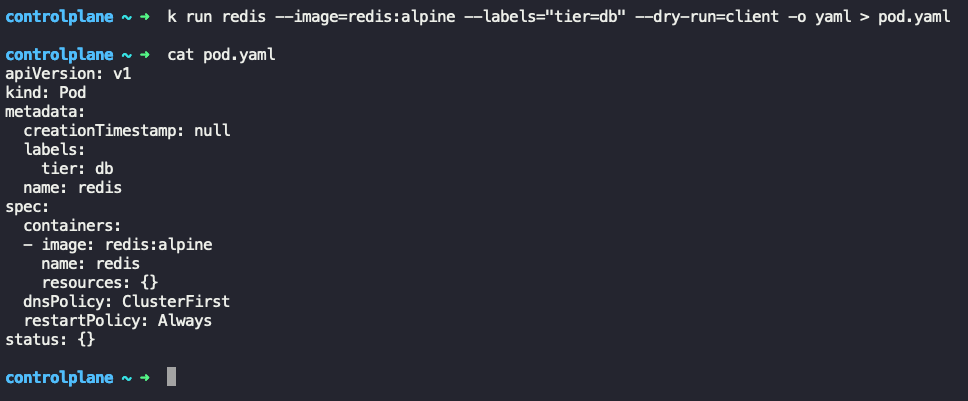 controlplane ~ ➜  k run redis --image=redis:alpine --labels="tier=db" --dry-run=client -o yaml > pod.yaml
controlplane ~ ➜  cat pod.yaml
apiVersion: v1
kind: Pod
metadata:
  creationTimestamp: null
  labels:
    tier: db
  name: redis
spec:
  containers:
  - image: redis:alpine
    name: redis
    resources: {}
  dnsPolicy: ClusterFirst
  restartPolicy: Always
status: {}
controlplane ~ ➜